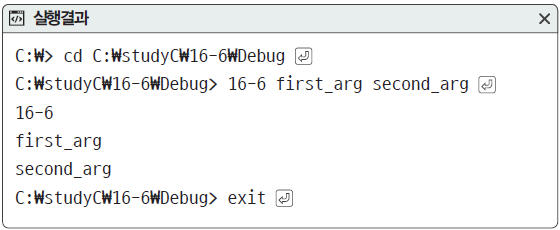 실행결과
C:₩> cd C:₩studyC₩16-6₩Debug
C:₩studyC₩16-6₩Debug> 16-6 first_arg second_arg
16-6
first_arg
second_arg
C:₩studyC₩16-6₩Debug> exit